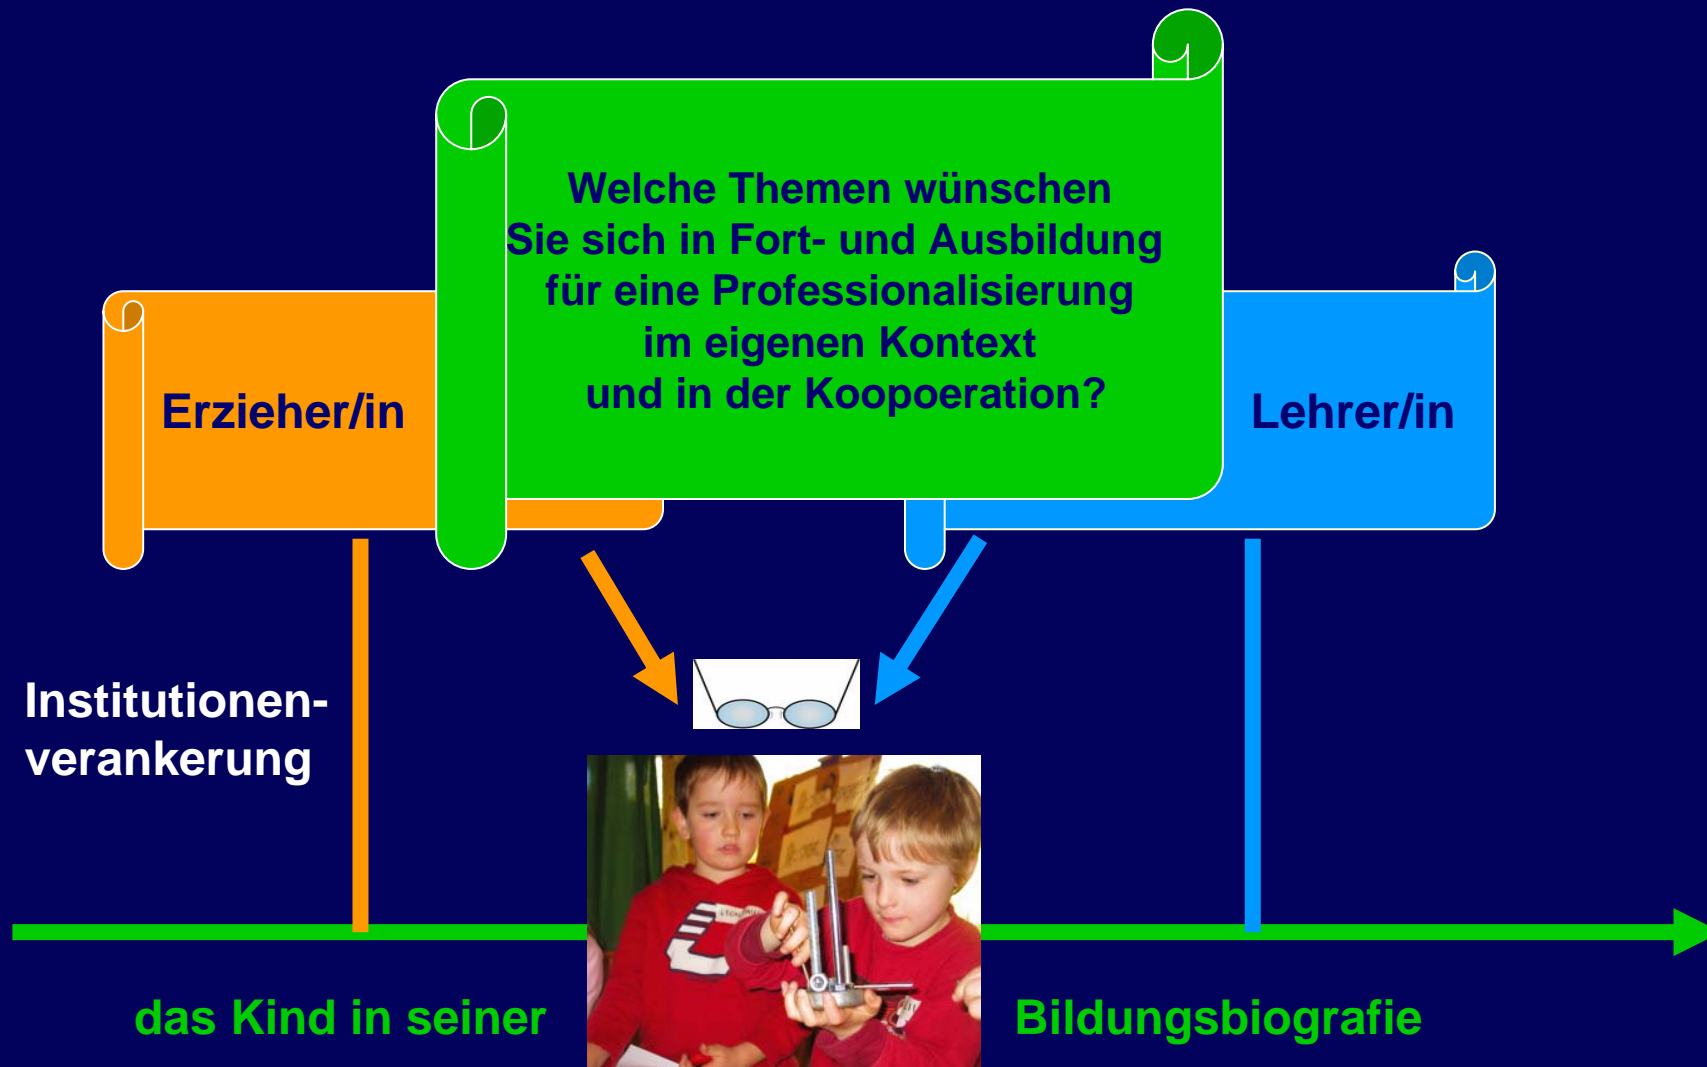 Welche Themen wünschen
Sie sich in Fort- und Ausbildung
für eine Professionalisierung
im eigenen Kontext
und in der Koopoeration?
Erzieher/in
Lehrer/in
Institutionen-
verankerung
das Kind in seiner
Bildungsbiografie